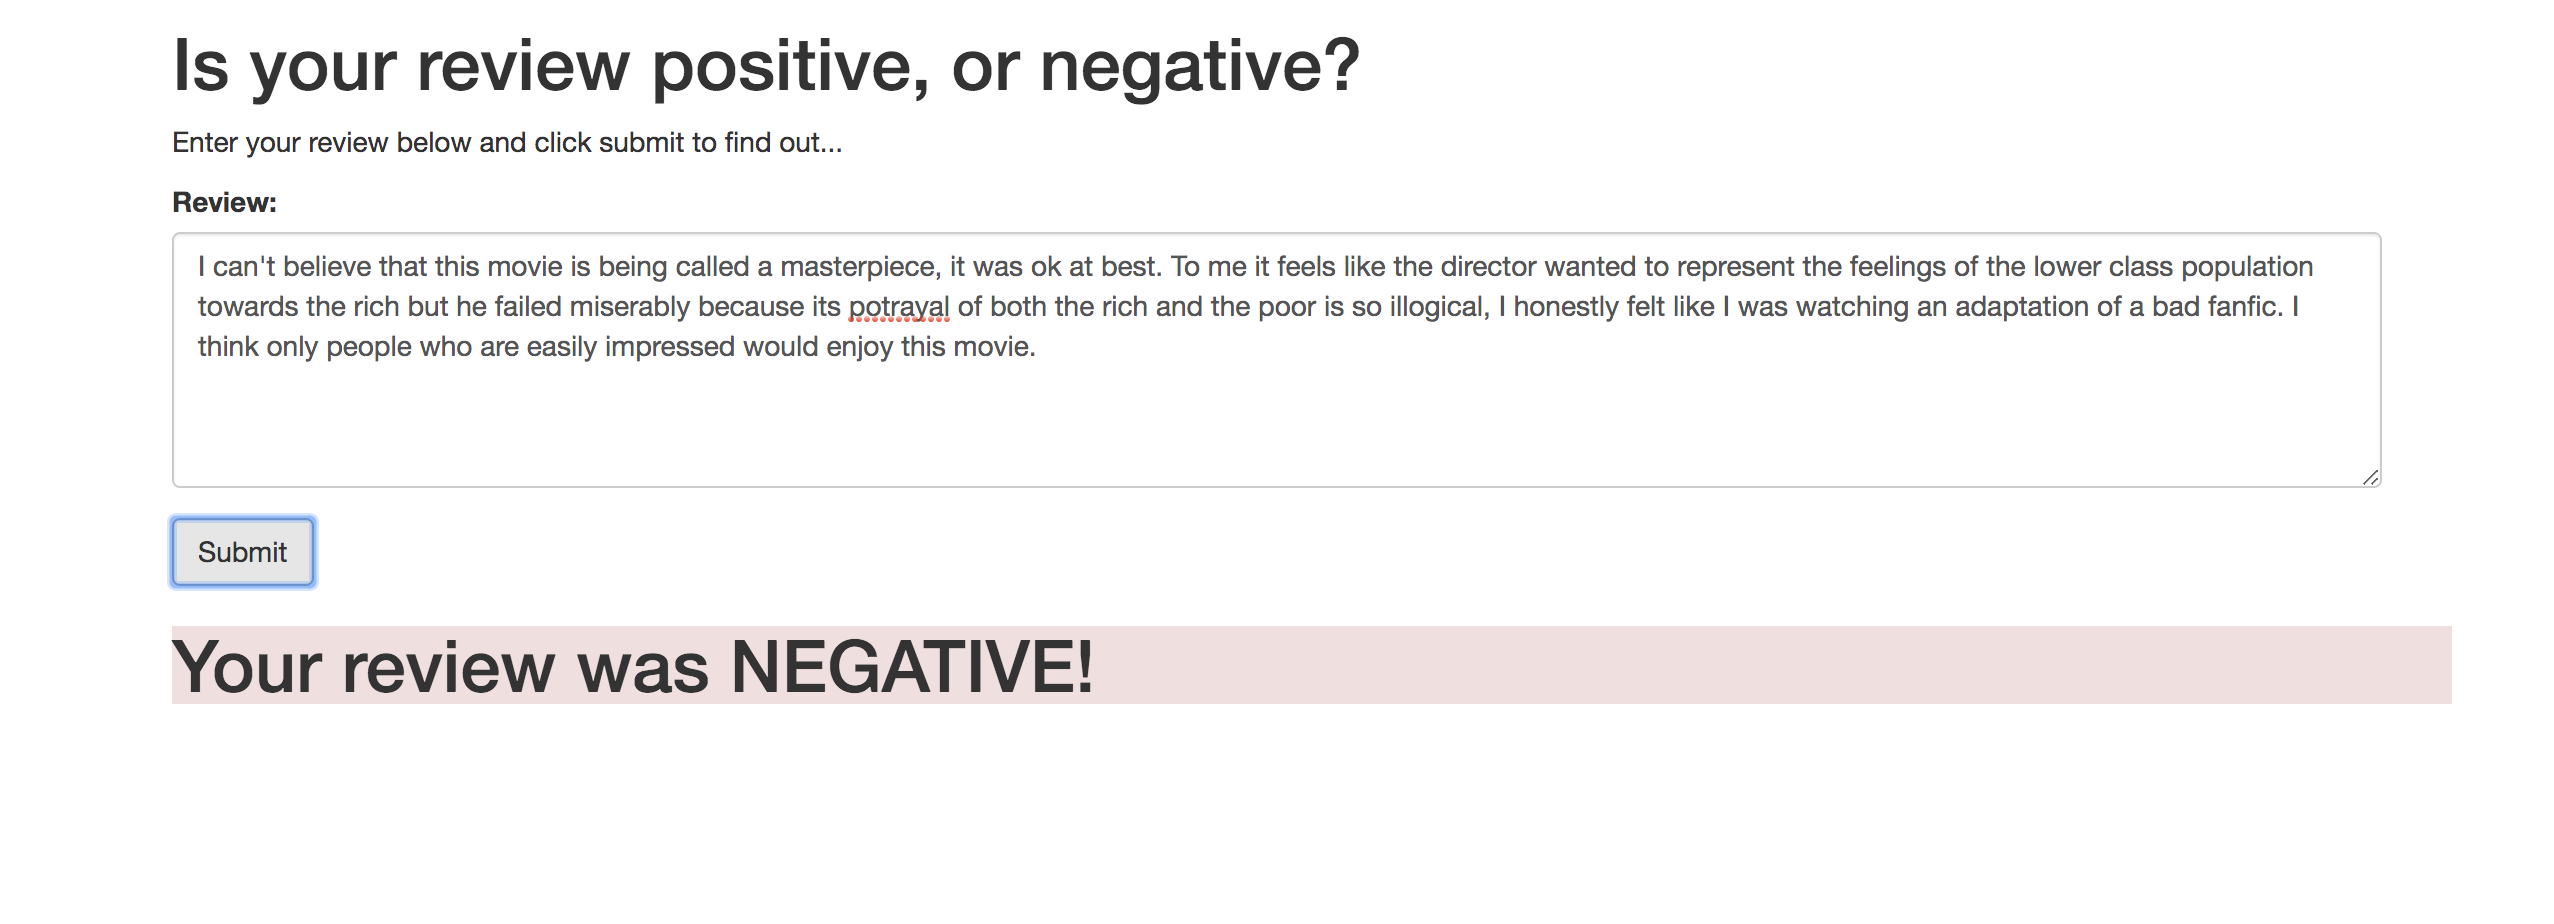 Is your review positive, or negative?
Enter your review below and click submit to find out...
Review:
I can't believe that this movie is being called a masterpiece, it was ok at best. To me it feels like the director wanted to represent the feelings of the lower class population
towards the rich but he failed miserably because its potrayal of both the rich and the poor is so illogical, I honestly felt like I was watching an adaptation of a bad fanfic. I
think only people who are easily impressed would enjoy this movie.
Submit
Your review was NEGATIVE!